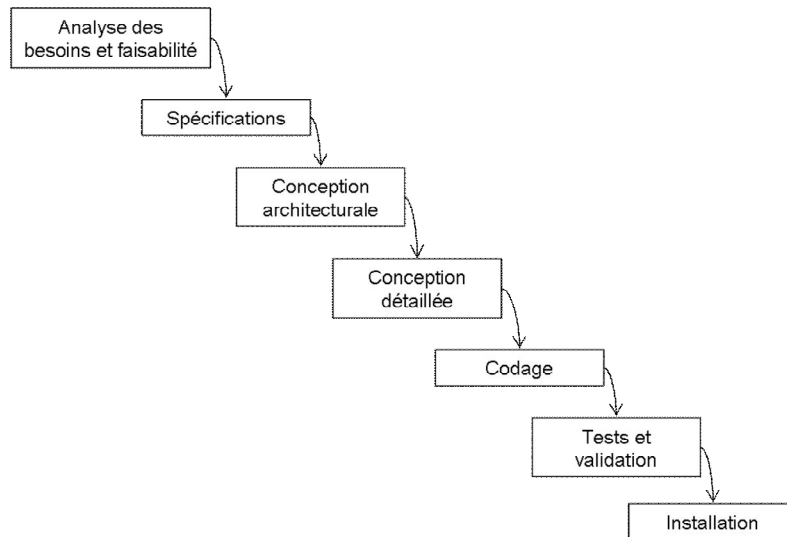 Analyse des
besoins et faisabilité
Spécifications
Conception
architecturale
Conception
détaillée
Codage
Tests et
validation
Installation